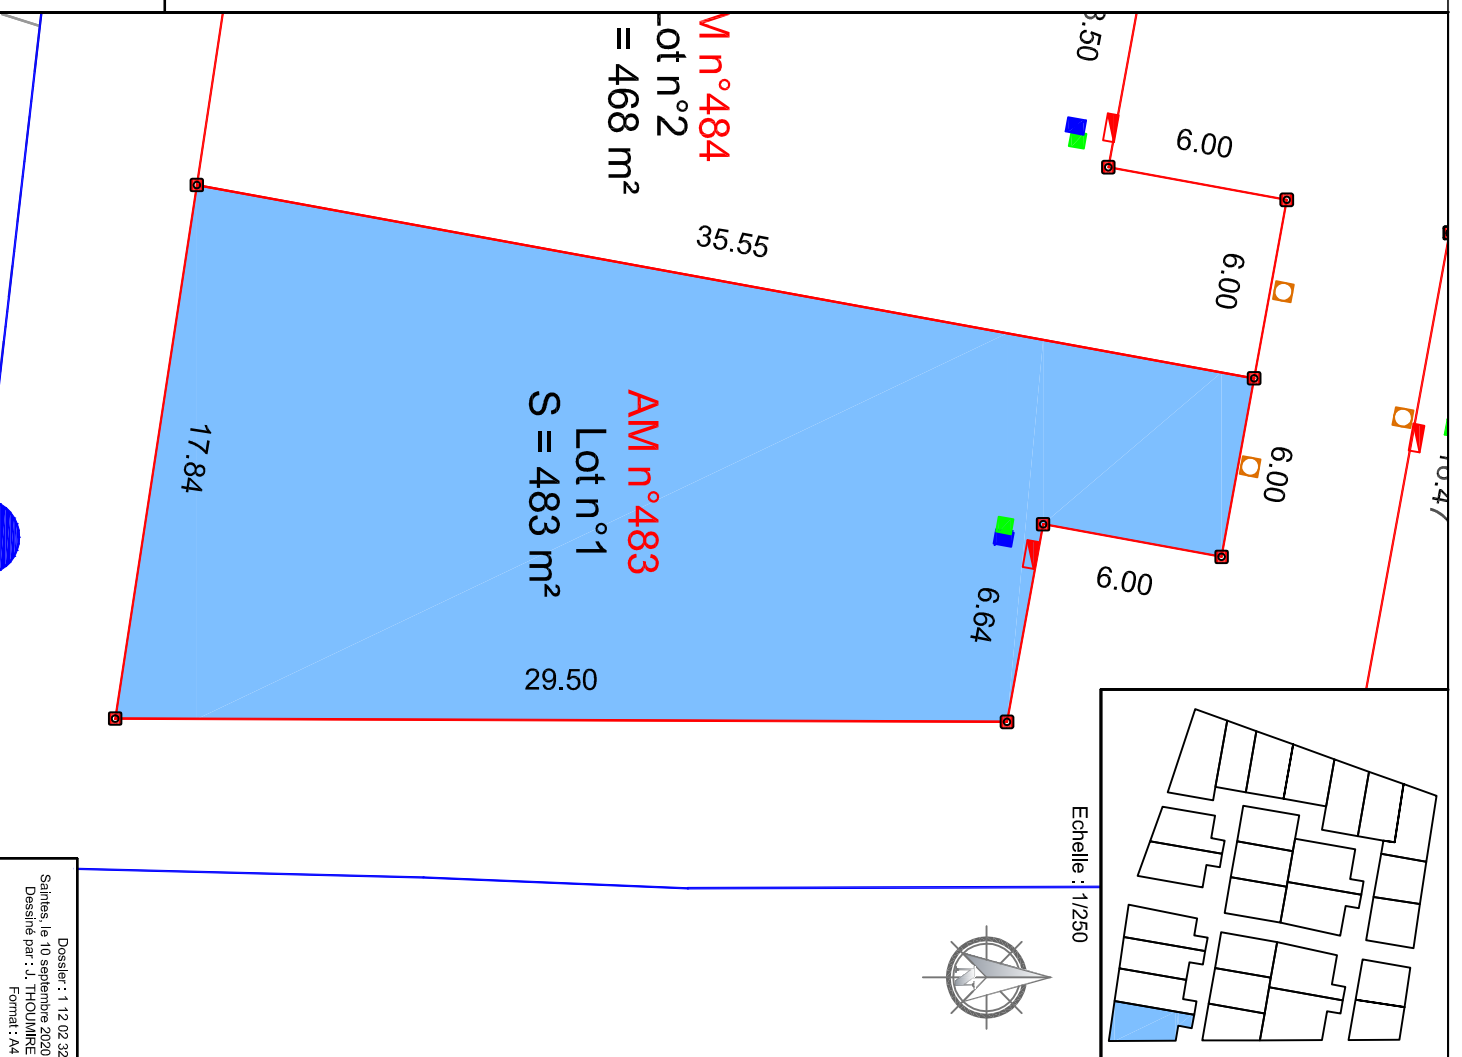 AM n°483
Lot n°1
S = 483 m²
M n°484
Lot n°2
= 468 m²
35.55
17.84
29.50
6.64
6.00
6.00
6.00
6.00
3.50
Echelle : 1/250
N
Dossier : 1 12 02 32
Saintes, le 10 septembre 2020
Dessiné par : J. THOUMIRE
Format : A4